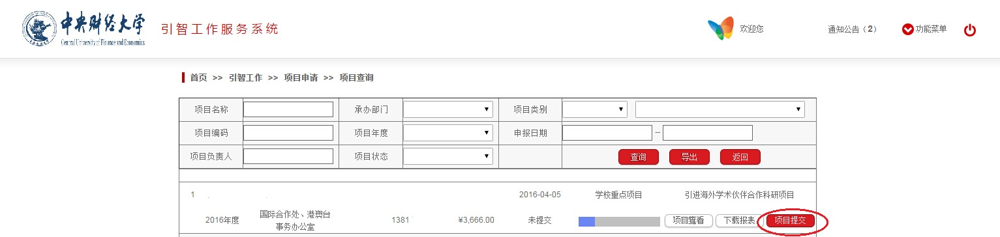 中央财经大学
Central University of Finance and Economics
引智工作服务系统
欢迎您
通知公告（2）
功能菜单
首页 >> 引智工作 >> 项目申请 >> 项目查询
项目名称 承办部门 项目类别
项目编码 项目年度 申报日期 --
项目负责人 项目状态 查询 导出 返回
1 2016-04-05 学校重点项目 引进海外学术伙伴合作科研项目
2016年度 国际合作处、港澳台 1381 ¥3,666.00 未提交 项目查看 下载报表 项目提交
事务办公室